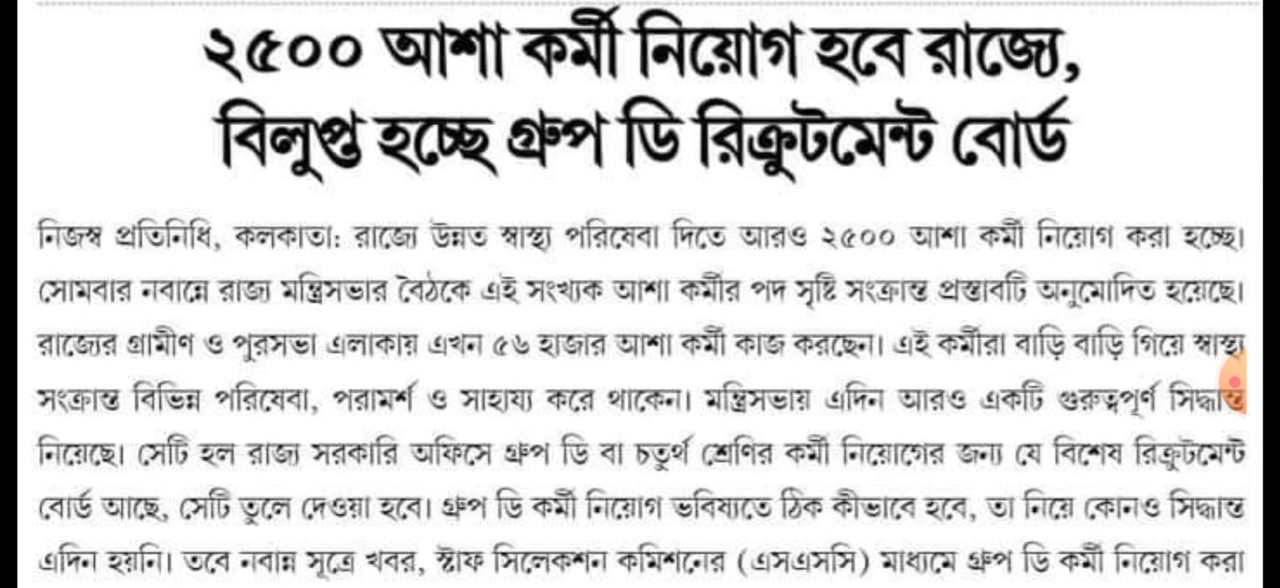 ২৫০০ আশা কর্মী নিয়োগ হবে রাজ্যে,
বিলুপ্ত হচ্ছে গ্রুপ ডি রিক্রুটমেন্ট বোর্ড
নিজস্ব প্রতিনিধি, কলকাতা: রাজ্যে উন্নত স্বাস্থ্য পরিষেবা দিতে আরও ২৫০০ আশা কর্মী নিয়োগ করা হচ্ছে।
সোমবার নবান্নে রাজ্য মন্ত্রিসভার বৈঠকে এই সংখ্যক আশা কর্মীর পদ সৃষ্টি সংক্রান্ত প্রস্তাবটি অনুমোদিত হয়েছে।
রাজ্যের গ্রামীণ ও পুরসভা এলাকায় এখন ৫৬ হাজার আশা কর্মী কাজ করছেন। এই কর্মীরা বাড়ি বাড়ি গিয়ে স্বাস্থ্য
সংক্রান্ত বিভিন্ন পরিষেবা, পরামর্শ ও সাহায্য করে থাকেন। মন্ত্রিসভায় এদিন আরও একটি গুরুত্বপূর্ণ সিদ্ধান্ত
নিয়েছে। সেটি হল রাজ্য সরকারি অফিসে গ্রুপ ডি বা চতুর্থ শ্রেণির কর্মী নিয়োগের জন্য যে বিশেষ রিক্রুটমেন্ট
বোর্ড আছে, সেটি তুলে দেওয়া হবে। গ্রুপ ডি কর্মী নিয়োগ ভবিষ্যতে ঠিক কীভাবে হবে, তা নিয়ে কোনও সিদ্ধান্ত
এদিন হয়নি। তবে নবান্ন সূত্রে খবর, স্টাফ সিলেকশন কমিশনের (এসএসসি) মাধ্যমে গ্রুপ ডি কর্মী নিয়োগ করা